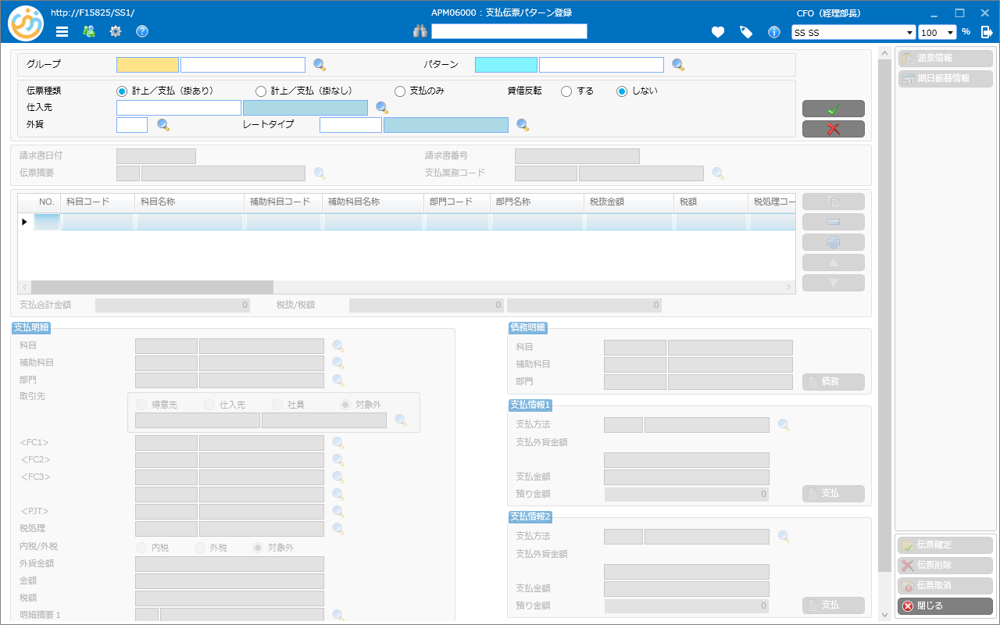 http://F15825/SS1/
APM06000 : 支払伝票パターン登録
CFO（経理部長）
SS SS
100
%
グループ
パターン
源泉情報
期日振替情報
伝票種類
計上／支払（掛あり）
計上／支払（掛なし）
支払のみ
貸借反転
する
しない
仕入先
外貨
レートタイプ
請求書日付
請求書番号
伝票摘要
支払業務コード
NO.
科目コード
科目名称
補助科目コード
補助科目名称
部門コード
部門名称
税抜金額
税額
税処理コー
支払合計金額
0
税抜/税額
0
0
支払明細
科目
補助科目
部門
取引先
得意先
仕入先
社員
対象外
<FC1>
<FC2>
<FC3>
<PJT>
税処理
内税/外税
内税
外税
対象外
外貨金額
金額
税額
明細摘要１
債務明細
科目
補助科目
部門
債務
支払情報1
支払方法
支払外貨金額
支払金額
預り金額
0
支払
支払情報2
支払方法
支払外貨金額
支払金額
預り金額
0
支払
伝票確定
伝票削除
伝票取消
閉じる